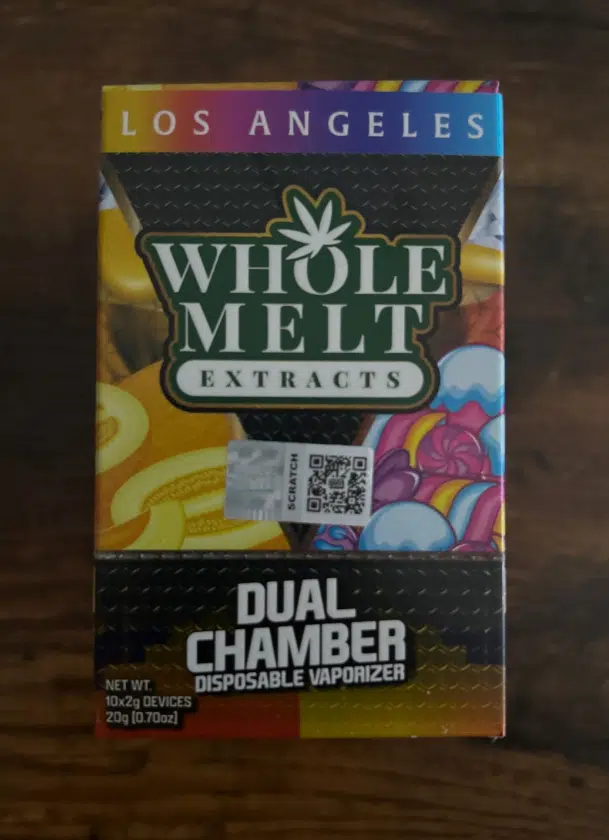 LOS ANGELES
WHOLE
MELT
EXTRACTS
SCRATCH
DUAL
CHAMBER
DISPOSABLE VAPORIZER
NET WT.
10x2g DEVICES
20g [0.70oz]